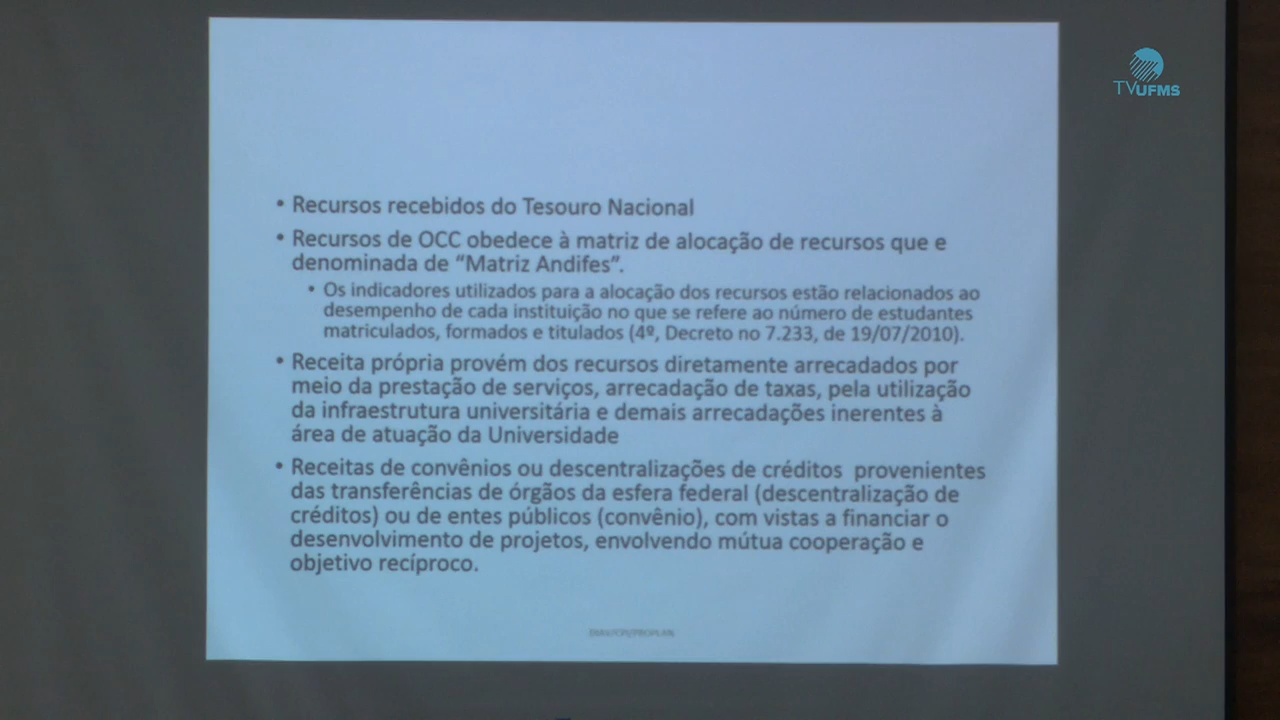 TVUFMS
• Recursos recebidos do Tesouro Nacional
• Recursos de OCC obedece à matriz de alocação de recursos que e
denominada de “Matriz Andifes”.
• Os indicadores utilizados para a alocação dos recursos estão relacionados ao
desempenho de cada instituição no que se refere ao número de estudantes
matriculados, formados e titulados (4º, Decreto no 7.233, de 19/07/2010).
• Receita própria provém dos recursos diretamente arrecadados por
meio da prestação de serviços, arrecadação de taxas, pela utilização
da infraestrutura universitária e demais arrecadações inerentes à
área de atuação da Universidade
• Receitas de convênios ou descentralizações de créditos  provenientes
das transferências de órgãos da esfera federal (descentralização de
créditos) ou de entes públicos (convênio), com vistas a financiar o
desenvolvimento de projetos, envolvendo mútua cooperação e
objetivo recíproco.